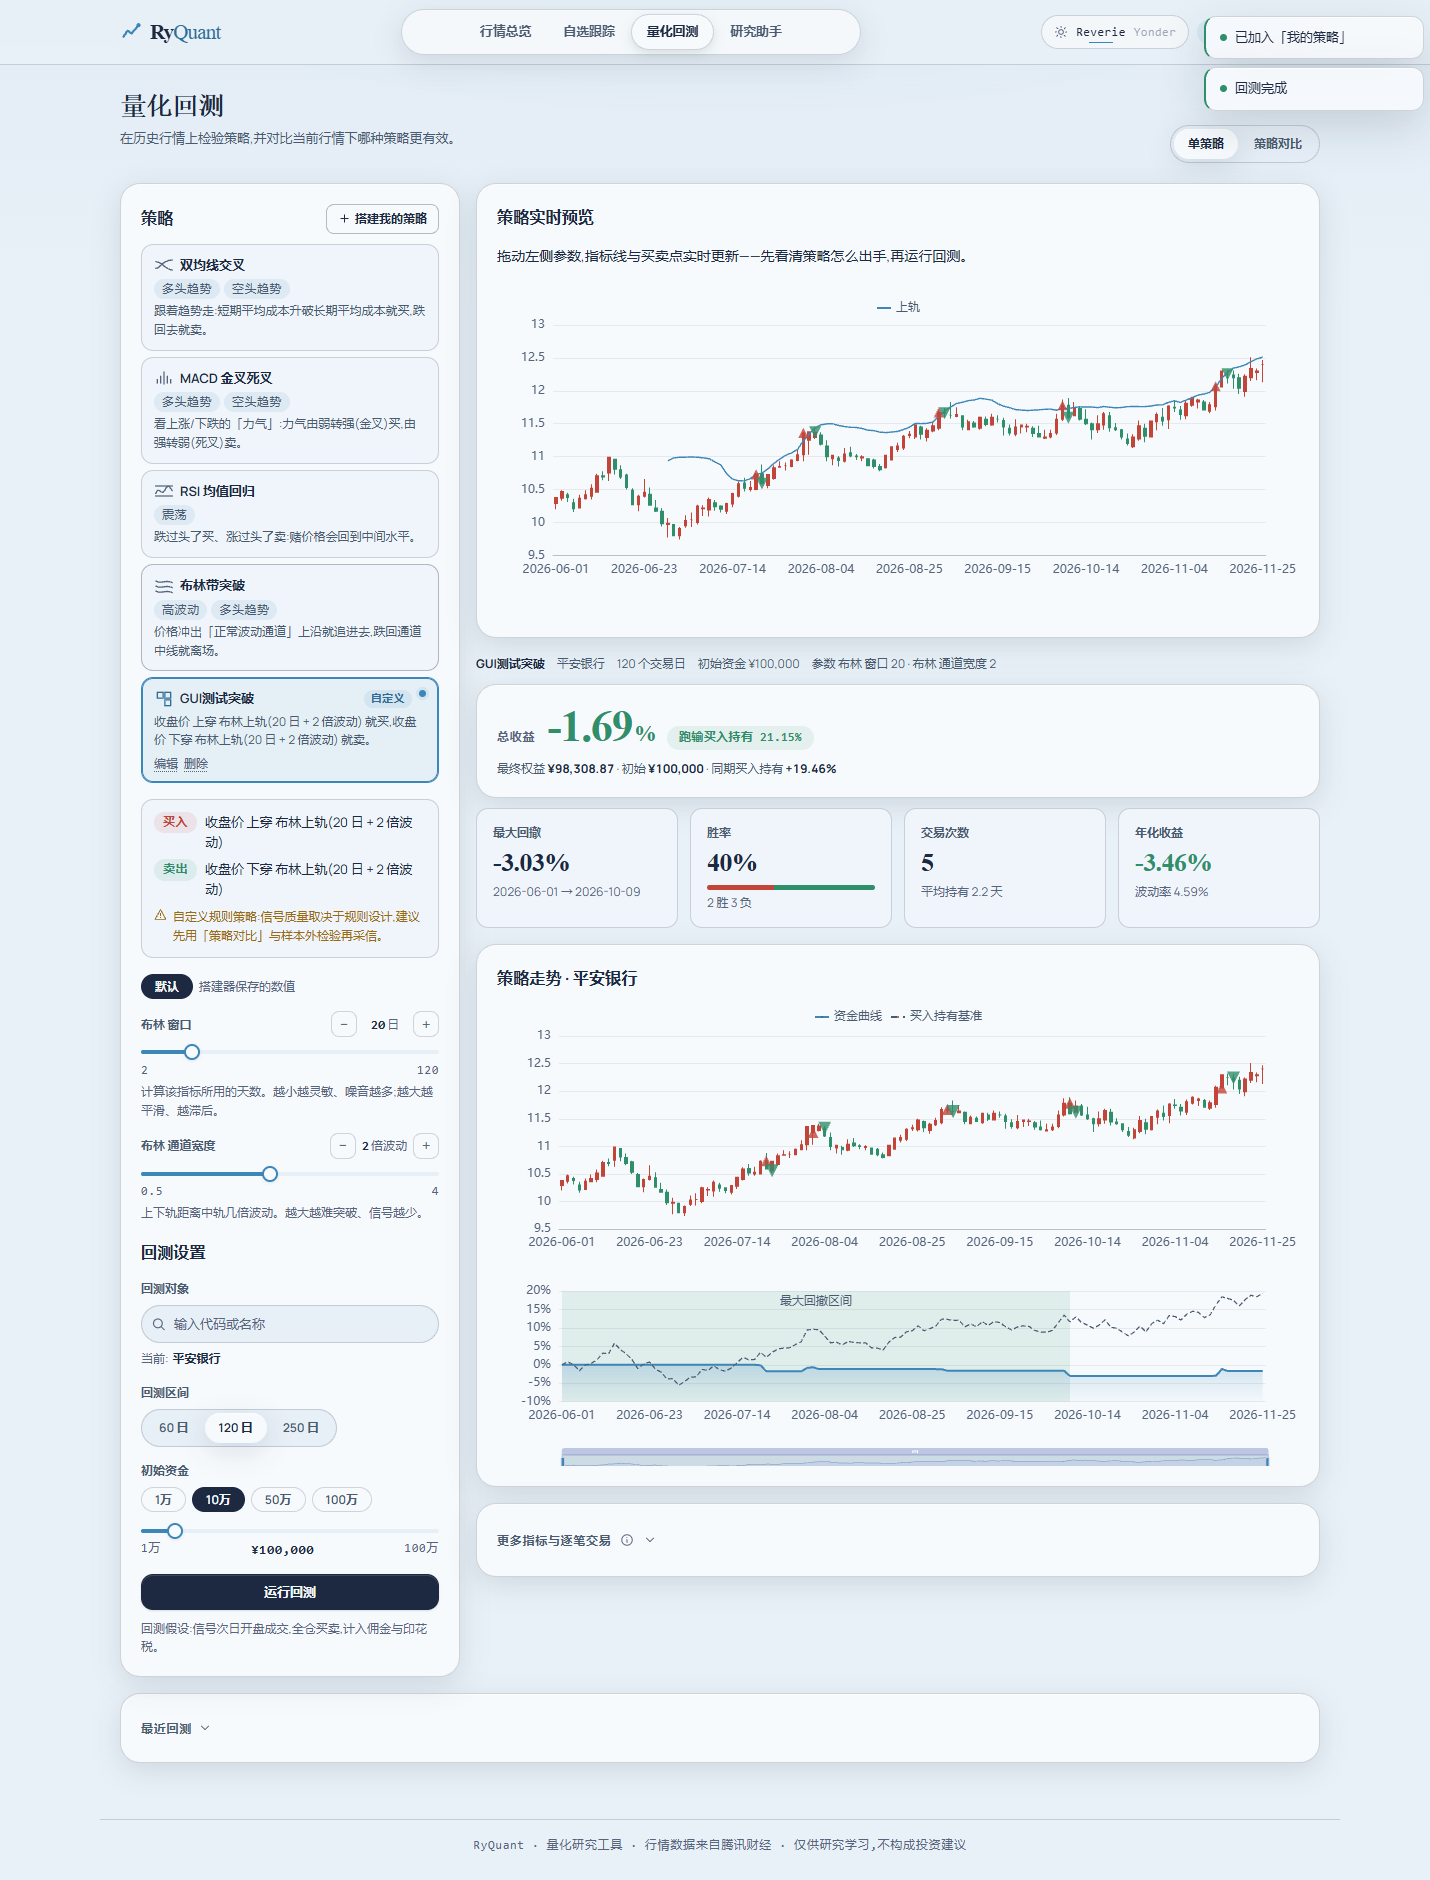 RyQuant
行情总览 自选跟踪 量化回测 研究助手
Reverie Yonder
已加入「我的策略」
回测完成
量化回测
在历史行情上检验策略,并对比当前行情下哪种策略更有效。
单策略 策略对比
策略
+ 搭建我的策略
双均线交叉
多头趋势 空头趋势
跟着趋势走:短期平均成本升破长期平均成本就买,跌
回去就卖。
MACD 金叉死叉
多头趋势 空头趋势
看上涨/下跌的「力气」:力气由弱转强(金叉)买,由
强转弱(死叉)卖。
RSI 均值回归
震荡
跌过头了买、涨过头了卖:赌价格会回到中间水平。
布林带突破
高波动 多头趋势
价格冲出「正常波动通道」上沿就追进去,跌回通道
中线就离场。
GUI测试突破 自定义
收盘价 上穿 布林上轨(20 日 + 2 倍波动) 就买,收盘
价 下穿 布林上轨(20 日 + 2 倍波动) 就卖。
编辑 删除
买入 收盘价 上穿 布林上轨(20 日 + 2 倍波
动)
卖出 收盘价 下穿 布林上轨(20 日 + 2 倍波
动)
自定义规则策略:信号质量取决于规则设计,建议
先用「策略对比」与样本外检验再采信。
默认 搭建器保存的数值
布林 窗口 − 20 日 +
2 120
计算该指标所用的天数。越小越灵敏、噪音越多;越大越
平滑、越滞后。
布林 通道宽度 − 2 倍波动 +
0.5 4
上下轨距离中轨几倍波动。越大越难突破、信号越少。
回测设置
回测对象
输入代码或名称
当前: 平安银行
回测区间
60 日 120 日 250 日
初始资金
1万 10万 50万 100万
1万 ¥100,000 100万
运行回测
回测假设:信号次日开盘成交,全仓买卖,计入佣金与印花
税。
策略实时预览
拖动左侧参数,指标线与买卖点实时更新——先看清策略怎么出手,再运行回测。
上轨
13
12.5
12
11.5
11
10.5
10
9.5
2026-06-01 2026-06-23 2026-07-14 2026-08-04 2026-08-25 2026-09-15 2026-10-14 2026-11-04 2026-11-25
GUI测试突破 平安银行 120 个交易日 初始资金 ¥100,000 参数 布林 窗口 20 · 布林 通道宽度 2
总收益 -1.69% 跑输买入持有 21.15%
最终权益 ¥98,308.87 · 初始 ¥100,000 · 同期买入持有 +19.46%
最大回撤
-3.03%
2026-06-01 → 2026-10-09
胜率
40%
2 胜 3 负
交易次数
5
平均持有 2.2 天
年化收益
-3.46%
波动率 4.59%
策略走势 · 平安银行
资金曲线 买入持有基准
13
12.5
12
11.5
11
10.5
10
9.5
2026-06-01 2026-06-23 2026-07-14 2026-08-04 2026-08-25 2026-09-15 2026-10-14 2026-11-04 2026-11-25
最大回撤区间
20%
15%
10%
5%
0%
-5%
-10%
2026-06-01 2026-06-23 2026-07-14 2026-08-04 2026-08-25 2026-09-15 2026-10-14 2026-11-04 2026-11-25
更多指标与逐笔交易
最近回测
RyQuant · 量化研究工具 · 行情数据来自腾讯财经 · 仅供研究学习,不构成投资建议